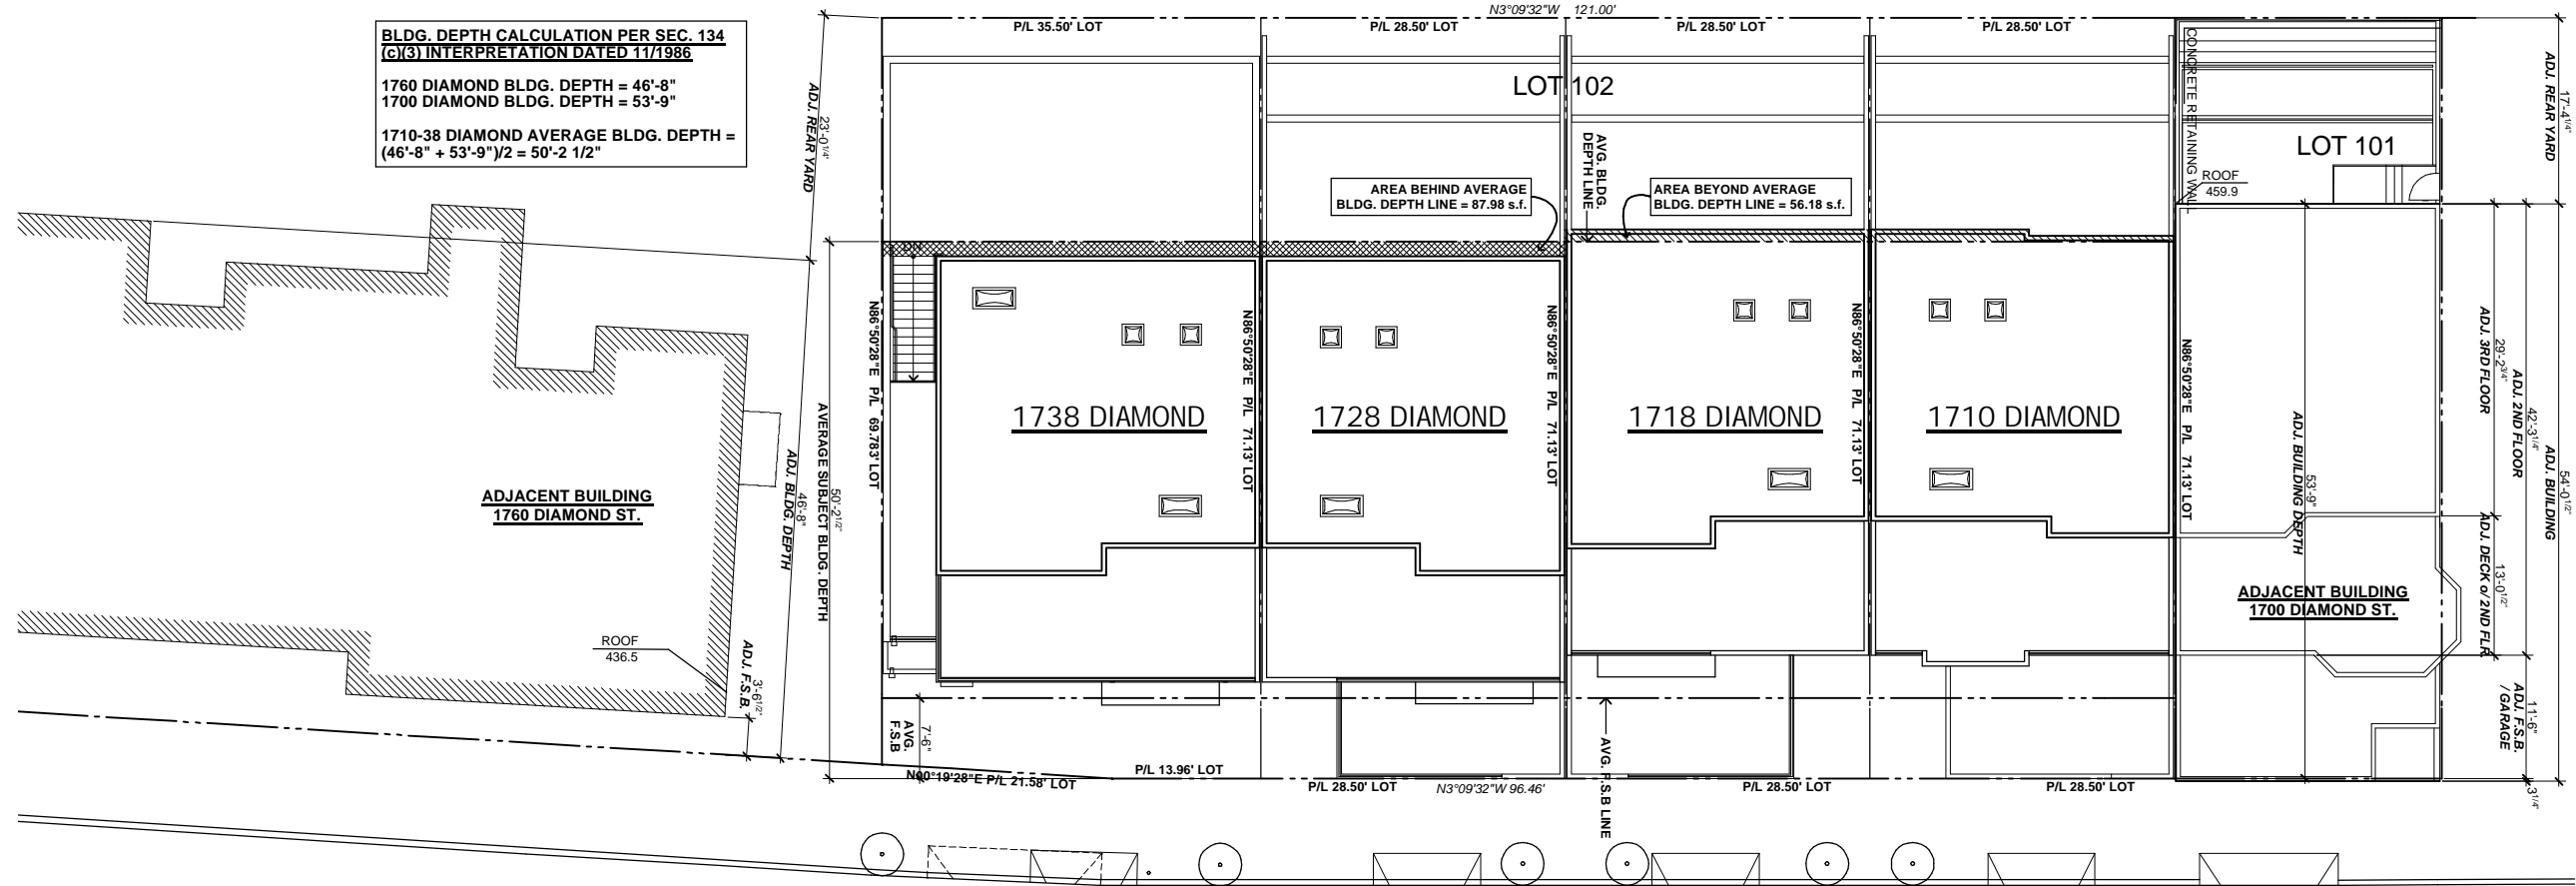 BLDG. DEPTH CALCULATION PER SEC. 134
(c)(3) INTERPRETATION DATED 11/1986
1760 DIAMOND BLDG. DEPTH = 46'-8"
1700 DIAMOND BLDG. DEPTH = 53'-9"
1710-38 DIAMOND AVERAGE BLDG. DEPTH =
(46'-8" + 53'-9")/2 = 50'-2 1/2"
N3°09'32"W 121.00'
P/L 35.50' LOT
P/L 28.50' LOT
P/L 28.50' LOT
P/L 28.50' LOT
LOT 102
LOT 101
CONCRETE RETAINING WALL
ROOF
459.9
ADJ. REAR YARD
23'-0 1/4"
ADJ. REAR YARD
17'-4 1/4"
AVG. BLDG.
DEPTH LINE
AREA BEHIND AVERAGE
BLDG. DEPTH LINE = 87.98 s.f.
AREA BEYOND AVERAGE
BLDG. DEPTH LINE = 56.18 s.f.
DN
N86°50'28"E P/L 69.783' LOT
N86°50'28"E P/L 71.13' LOT
N86°50'28"E P/L 71.13' LOT
N86°50'28"E P/L 71.13' LOT
N86°50'28"E P/L 71.13' LOT
1738 DIAMOND
1728 DIAMOND
1718 DIAMOND
1710 DIAMOND
ADJACENT BUILDING
1760 DIAMOND ST.
ROOF
436.5
ADJ. F.S.B.
3'-6 1/2"
ADJ. BLDG. DEPTH
46'-8"
AVERAGE SUBJECT BLDG. DEPTH
50'-2 1/2"
ADJ. BUILDING DEPTH
53'-9"
ADJACENT BUILDING
1700 DIAMOND ST.
ADJ. 3RD FLOOR
29'-2 3/4"
ADJ. 2ND FLOOR
42'-3 1/4"
ADJ. BUILDING
54'-0 1/2"
ADJ. DECK o/ 2ND FLR.
13'-0 1/2"
ADJ. F.S.B.
/ GARAGE
11'-6"
3 1/4"
AVG.
F.S.B
7'-6"
AVG. F.S.B LINE
N00°19'28"E P/L 21.58' LOT
P/L 13.96' LOT
P/L 28.50' LOT
N3°09'32"W 96.46'
P/L 28.50' LOT
P/L 28.50' LOT